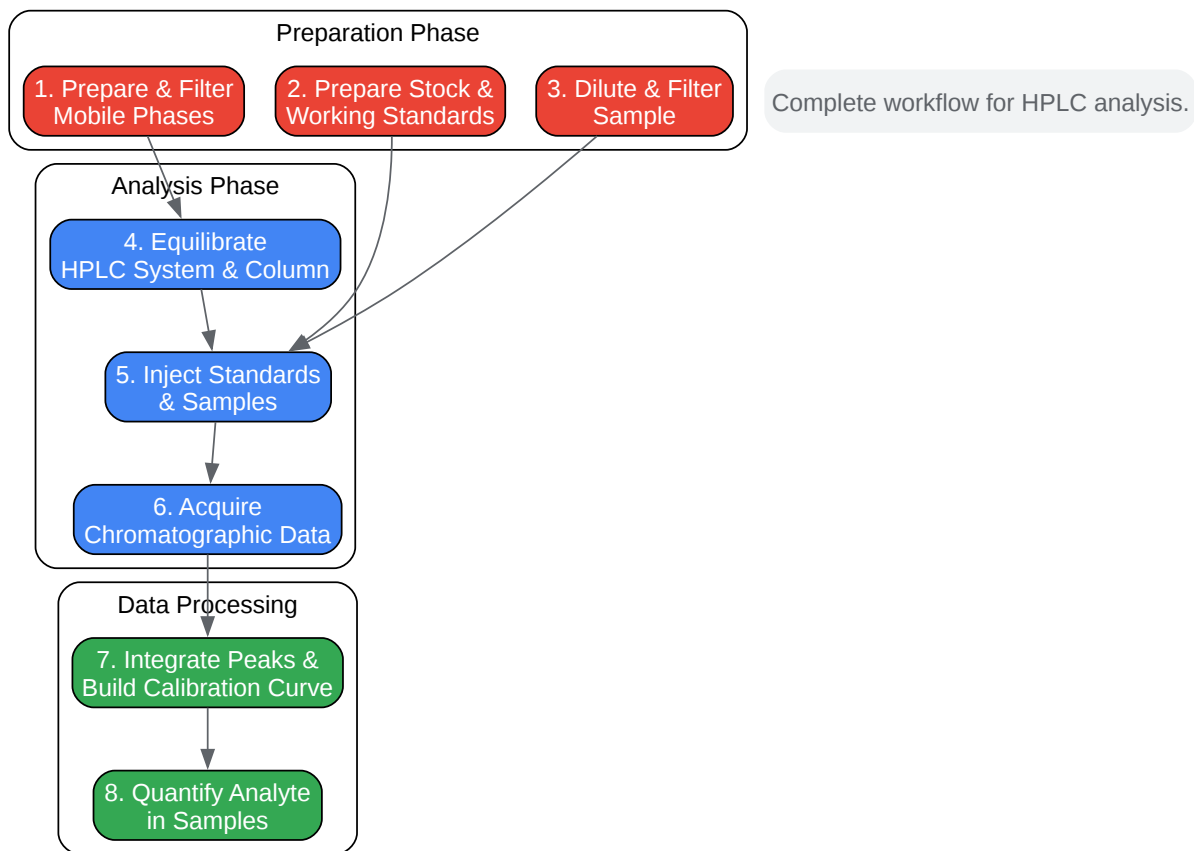 Preparation Phase
1. Prepare & Filter
Mobile Phases
2. Prepare Stock &
Working Standards
3. Dilute & Filter
Sample
Complete workflow for HPLC analysis.
Analysis Phase
4. Equilibrate
HPLC System & Column
5. Inject Standards
& Samples
6. Acquire
Chromatographic Data
Data Processing
7. Integrate Peaks &
Build Calibration Curve
8. Quantify Analyte
in Samples